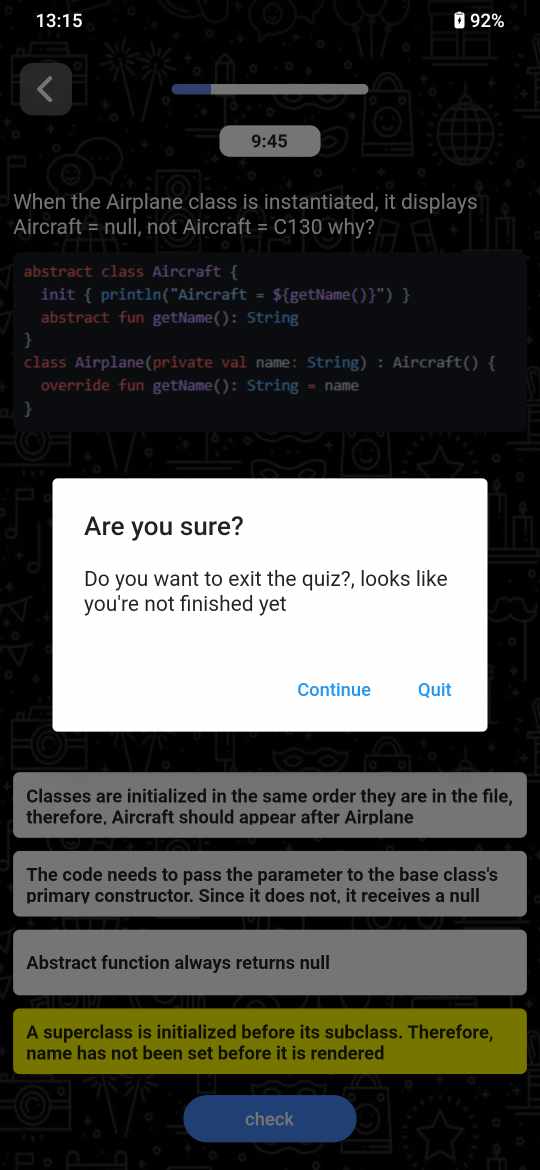 13:15
92%
9:45
When the Airplane class is instantiated, it displays
Aircraft = null, not Aircraft = C130 why?
abstract class Aircraft {
  init { println("Aircraft = ${getName()}") }
  abstract fun getName(): String
}
class Airplane(private val name: String) : Aircraft() {
  override fun getName(): String = name
}
Are you sure?
Do you want to exit the quiz?, looks like
you're not finished yet
Continue
Quit
Classes are initialized in the same order they are in the file,
therefore, Aircraft should appear after Airplane
The code needs to pass the parameter to the base class's
primary constructor. Since it does not, it receives a null
Abstract function always returns null
A superclass is initialized before its subclass. Therefore,
name has not been set before it is rendered
check